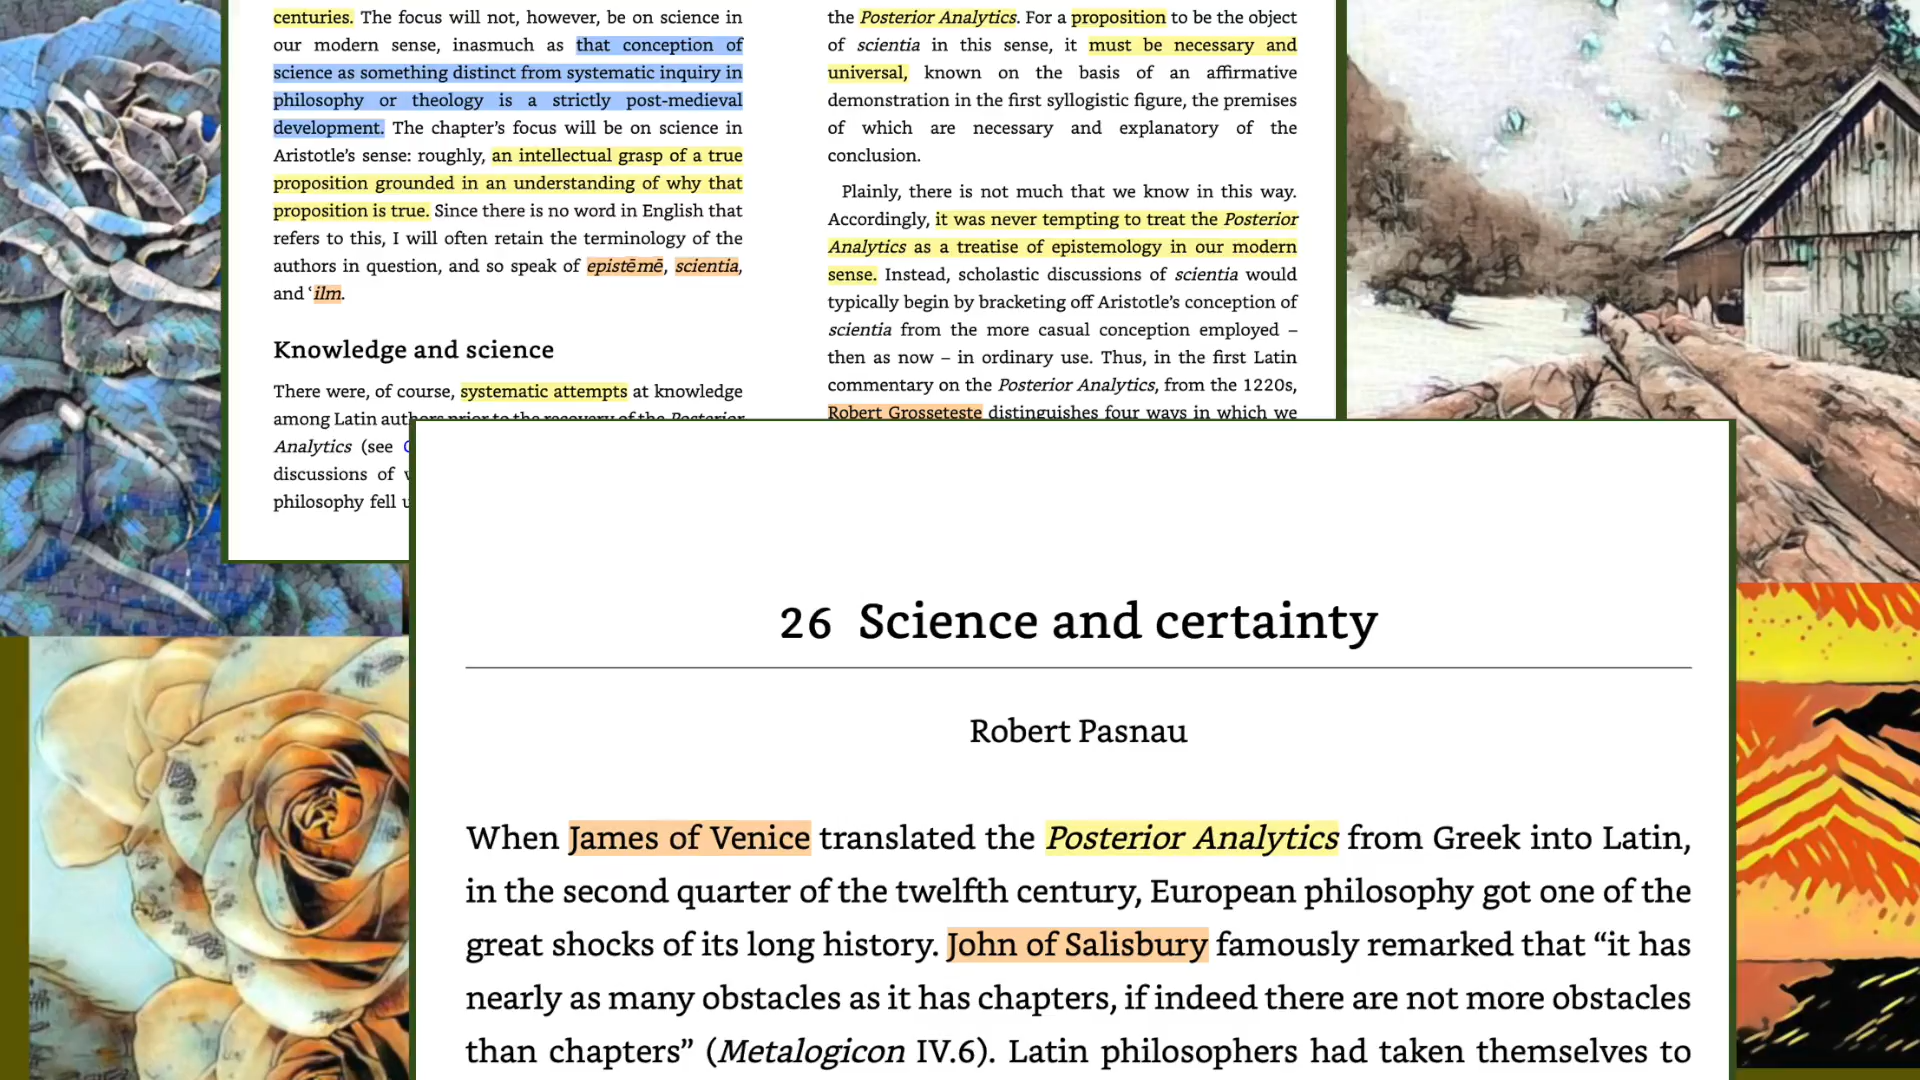 centuries. The focus will not, however, be on science in
our modern sense, inasmuch as that conception of
science as something distinct from systematic inquiry in
philosophy or theology is a strictly post-medieval
development. The chapter’s focus will be on science in
Aristotle’s sense: roughly, an intellectual grasp of a true
proposition grounded in an understanding of why that
proposition is true. Since there is no word in English that
refers to this, I will often retain the terminology of the
authors in question, and so speak of epistēmē, scientia,
and ʿilm.
Knowledge and science
There were, of course, systematic attempts at knowledge
among Latin authors prior to the recovery of the Posterior
Analytics (see
discussions of
philosophy fell
the Posterior Analytics. For a proposition to be the object
of scientia in this sense, it must be necessary and
universal, known on the basis of an affirmative
demonstration in the first syllogistic figure, the premises
of which are necessary and explanatory of the
conclusion.
Plainly, there is not much that we know in this way.
Accordingly, it was never tempting to treat the Posterior
Analytics as a treatise of epistemology in our modern
sense. Instead, scholastic discussions of scientia would
typically begin by bracketing off Aristotle’s conception of
scientia from the more casual conception employed –
then as now – in ordinary use. Thus, in the first Latin
commentary on the Posterior Analytics, from the 1220s,
Robert Grosseteste distinguishes four ways in which we
26 Science and certainty
Robert Pasnau
When James of Venice translated the Posterior Analytics from Greek into Latin,
in the second quarter of the twelfth century, European philosophy got one of the
great shocks of its long history. John of Salisbury famously remarked that “it has
nearly as many obstacles as it has chapters, if indeed there are not more obstacles
than chapters” (Metalogicon IV.6). Latin philosophers had taken themselves to